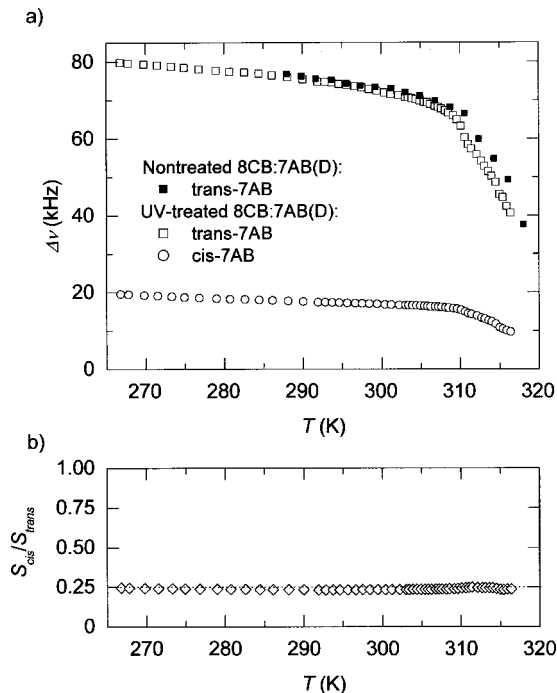 a)
80
60
40
20
0
Δν (kHz)
Nontreated 8CB:7AB(D):
trans-7AB
UV-treated 8CB:7AB(D):
trans-7AB
cis-7AB
270 280 290 300 310 320
T (K)
b)
1.00
0.75
0.50
0.25
0
S_cis/S_trans
270 280 290 300 310 320
T (K)